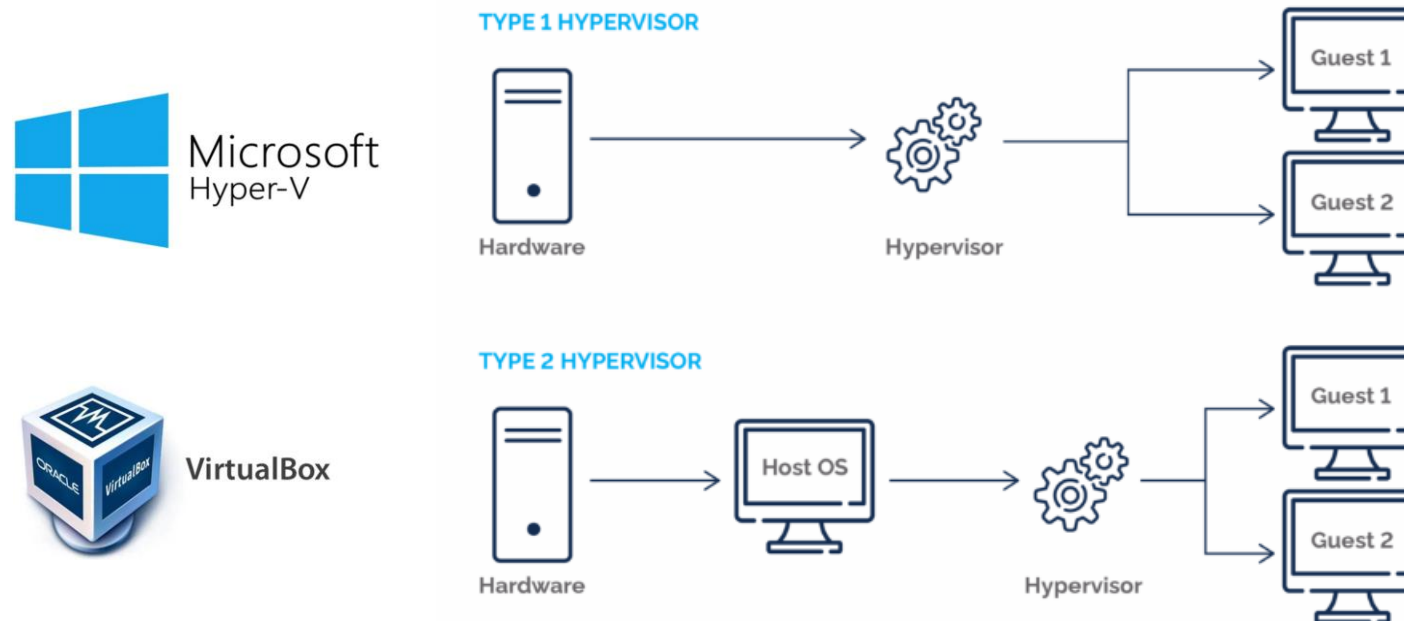 TYPE 1 HYPERVISOR
Microsoft
Hyper-V
Hardware
Hypervisor
Guest 1
Guest 2
TYPE 2 HYPERVISOR
ORACLE
VirtualBox
VirtualBox
Hardware
Host OS
Hypervisor
Guest 1
Guest 2